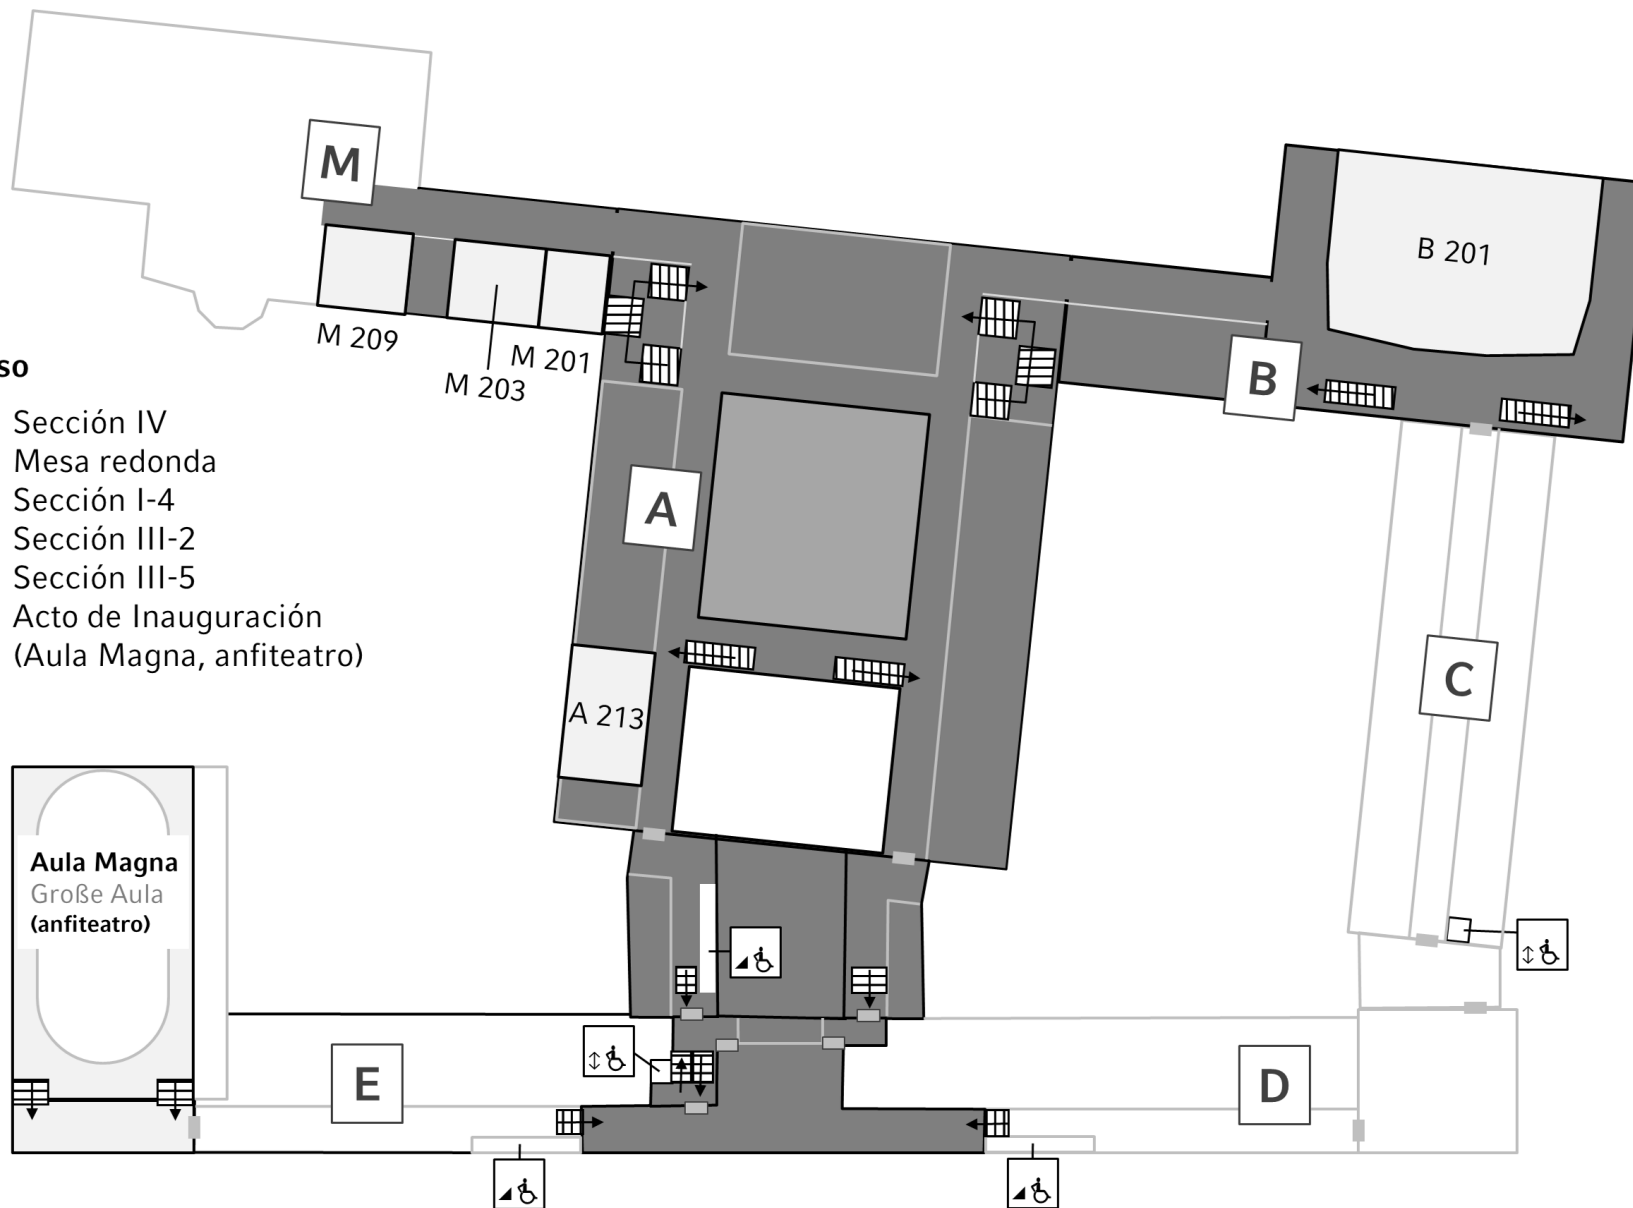 M
B 201
M 209
M 203
M 201
B
so
Sección IV
Mesa redonda
Sección I-4
Sección III-2
Sección III-5
Acto de Inauguración
(Aula Magna, anfiteatro)
A
C
A 213
Aula Magna
Große Aula
(anfiteatro)
E
D